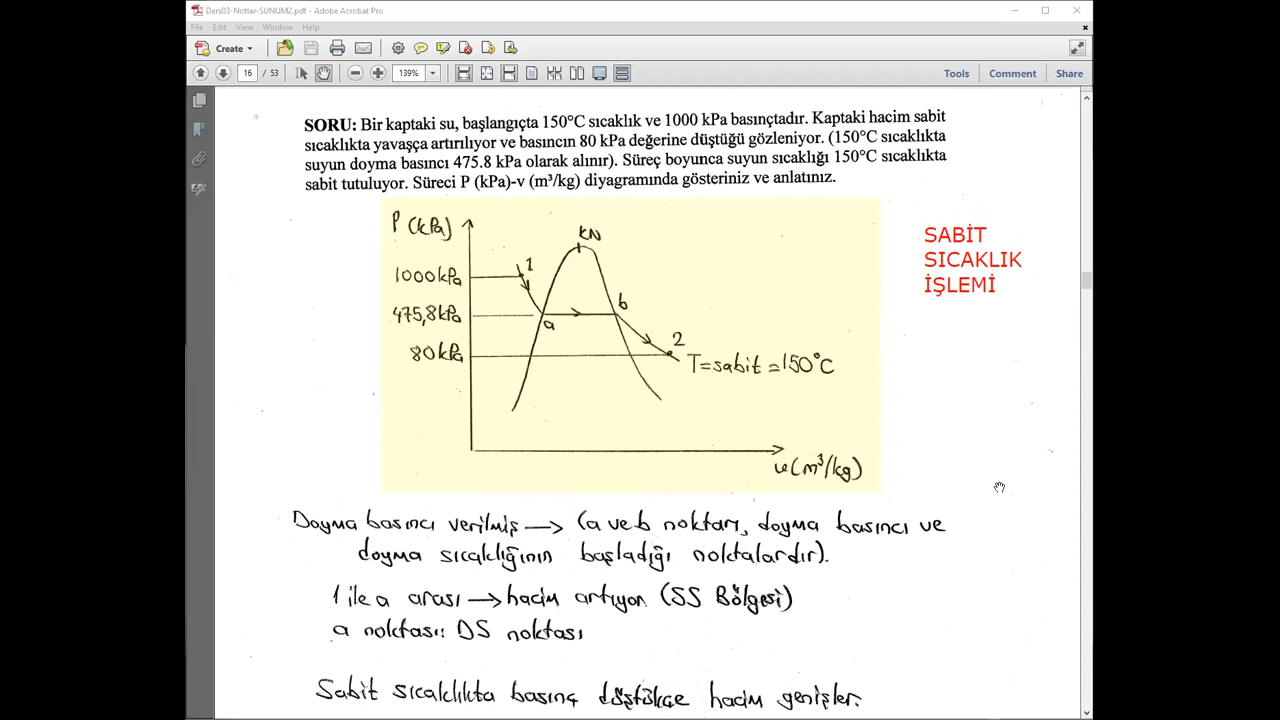 Ders03-Notlar-SUNUM2.pdf - Adobe Acrobat Pro
File Edit View Window Help
Create
16 / 53 139% Tools Comment Share
SORU: Bir kaptaki su, başlangıçta 150°C sıcaklık ve 1000 kPa basınçtadır. Kaptaki hacim sabit
sıcaklıkta yavaşça artırılıyor ve basıncın 80 kPa değerine düştüğü gözleniyor. (150°C sıcaklıkta
suyun doyma basıncı 475.8 kPa olarak alınır). Süreç boyunca suyun sıcaklığı 150°C sıcaklıkta
sabit tutuluyor. Süreci P (kPa)-v (m³/kg) diyagramında gösteriniz ve anlatınız.
P (kPa)
KN
SABİT
SICAKLIK
İŞLEMİ
1000kPa
1
475,8kPa
a
b
80kPa
2
T=sabit =150°C
v(m³/kg)
Doyma basıncı verilmiş → (a ve b noktarı, doyma basıncı ve
doyma sıcaklığının başladığı noktalardır).
1 ile a arası → hacim artıyor. (SS Bölgesi)
a noktası: DS noktası
Sabit sıcaklıkta basınç düştükçe hacim genişler.